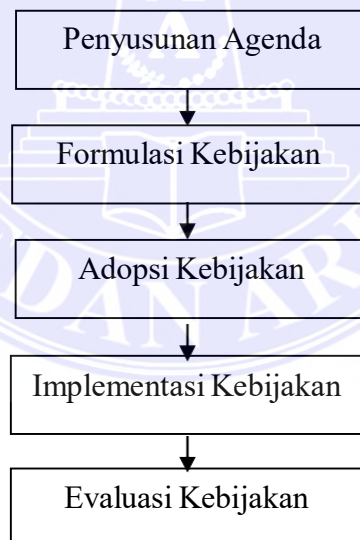 Penyusunan Agenda
Formulasi Kebijakan
Adopsi Kebijakan
Implementasi Kebijakan
Evaluasi Kebijakan